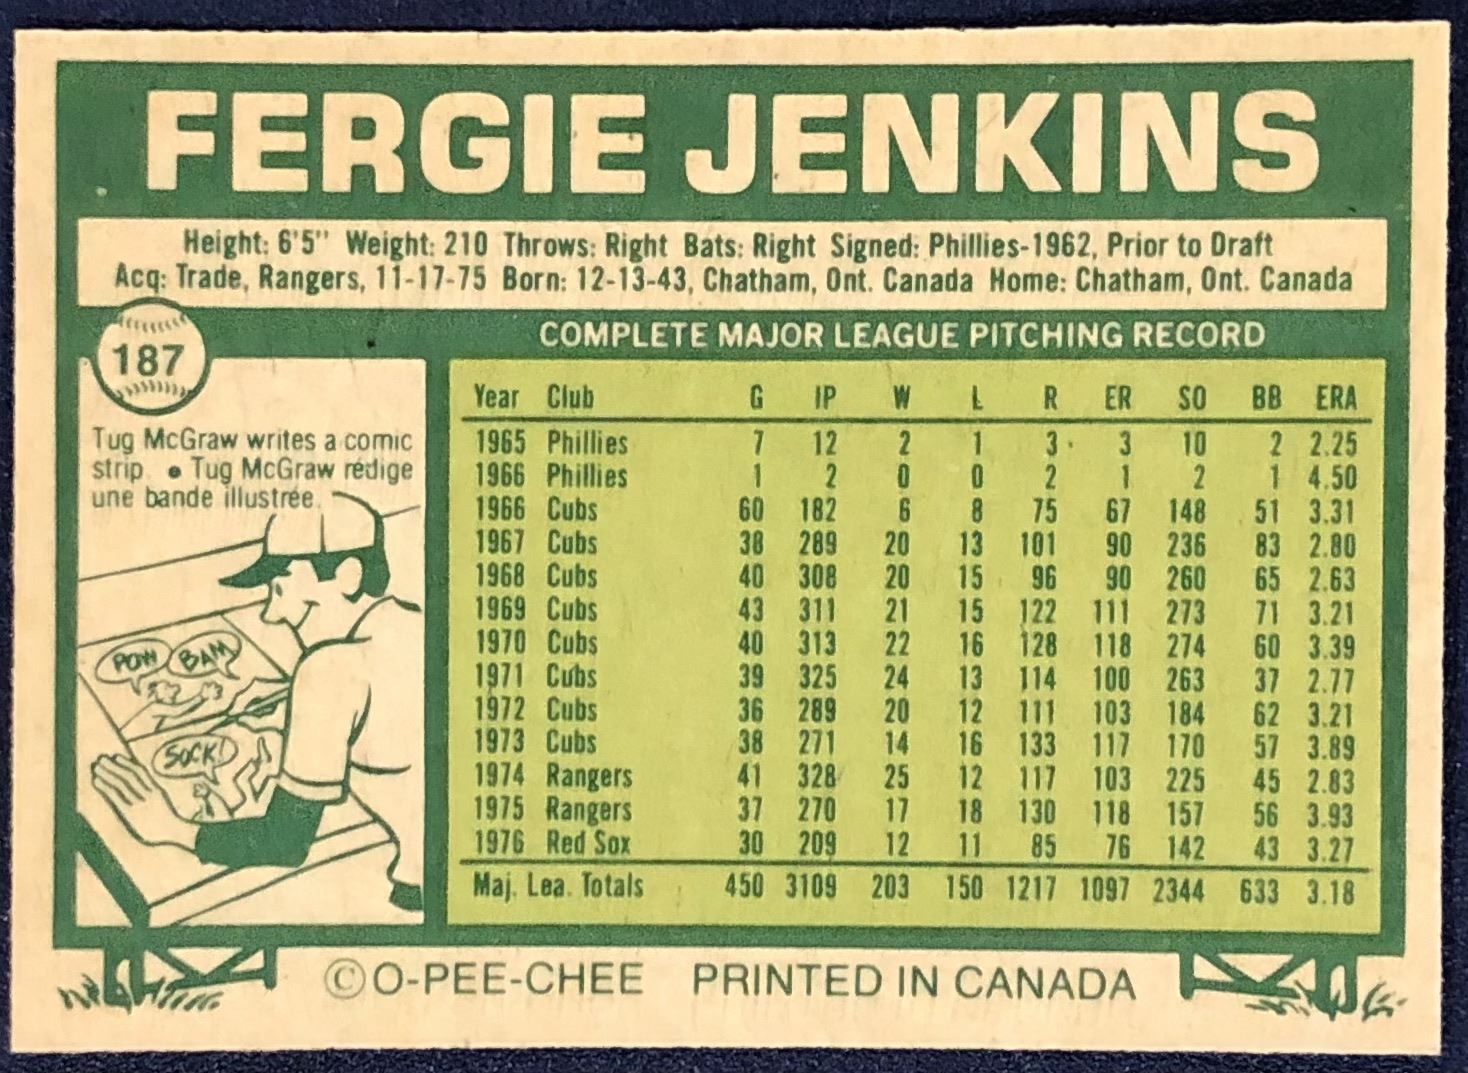 FERGIE JENKINS
Height: 6'5" Weight: 210 Throws: Right Bats: Right Signed: Phillies-1962, Prior to Draft
Acq: Trade, Rangers, 11-17-75 Born: 12-13-43, Chatham, Ont. Canada Home: Chatham, Ont. Canada
187
Tug McGraw writes a comic
strip. • Tug McGraw rédige
une bande illustrée.
POW BAM
SOCK!
COMPLETE MAJOR LEAGUE PITCHING RECORD
Year Club G IP W L R ER SO BB ERA
1965 Phillies 7 12 2 1 3 3 10 2 2.25
1966 Phillies 1 2 0 0 2 1 2 1 4.50
1966 Cubs 60 182 6 8 75 67 148 51 3.31
1967 Cubs 38 289 20 13 101 90 236 83 2.80
1968 Cubs 40 308 20 15 96 90 260 65 2.63
1969 Cubs 43 311 21 15 122 111 273 71 3.21
1970 Cubs 40 313 22 16 128 118 274 60 3.39
1971 Cubs 39 325 24 13 114 100 263 37 2.77
1972 Cubs 36 289 20 12 111 103 184 62 3.21
1973 Cubs 38 271 14 16 133 117 170 57 3.89
1974 Rangers 41 328 25 12 117 103 225 45 2.83
1975 Rangers 37 270 17 18 130 118 157 56 3.93
1976 Red Sox 30 209 12 11 85 76 142 43 3.27
Maj. Lea. Totals 450 3109 203 150 1217 1097 2344 633 3.18
© O-PEE-CHEE PRINTED IN CANADA